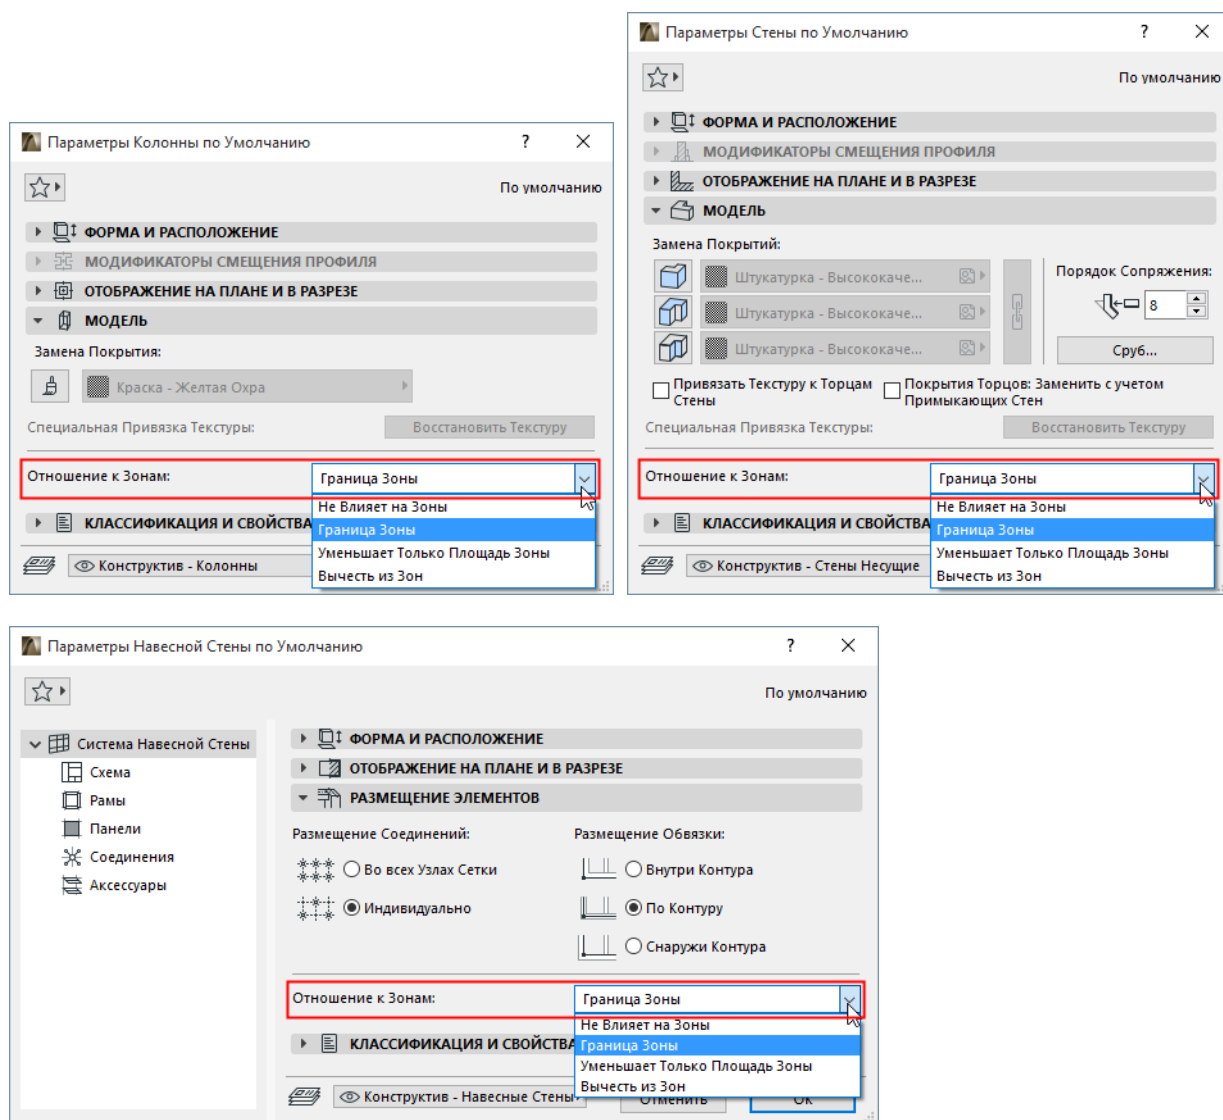 Параметры Колонны по Умолчанию
?
По умолчанию
ФОРМА И РАСПОЛОЖЕНИЕ
МОДИФИКАТОРЫ СМЕЩЕНИЯ ПРОФИЛЯ
ОТОБРАЖЕНИЕ НА ПЛАНЕ И В РАЗРЕЗЕ
МОДЕЛЬ
Замена Покрытия:
Краска - Желтая Охра
Специальная Привязка Текстуры:
Восстановить Текстуру
Отношение к Зонам:
Граница Зоны
Не Влияет на Зоны
Граница Зоны
Уменьшает Только Площадь Зоны
Вычесть из Зон
КЛАССИФИКАЦИЯ И СВОЙСТВА
Конструктив - Колонны
Параметры Стены по Умолчанию
?
По умолчанию
ФОРМА И РАСПОЛОЖЕНИЕ
МОДИФИКАТОРЫ СМЕЩЕНИЯ ПРОФИЛЯ
ОТОБРАЖЕНИЕ НА ПЛАНЕ И В РАЗРЕЗЕ
МОДЕЛЬ
Замена Покрытий:
Штукатурка - Высококаче...
Штукатурка - Высококаче...
Штукатурка - Высококаче...
Порядок Сопряжения:
8
Сруб...
Привязать Текстуру к Торцам
Стены
Покрытия Торцов: Заменить с учетом
Примыкающих Стен
Специальная Привязка Текстуры:
Восстановить Текстуру
Отношение к Зонам:
Граница Зоны
Не Влияет на Зоны
Граница Зоны
Уменьшает Только Площадь Зоны
Вычесть из Зон
КЛАССИФИКАЦИЯ И СВОЙСТВА
Конструктив - Стены Несущие
Параметры Навесной Стены по Умолчанию
?
По умолчанию
Система Навесной Стены
Схема
Рамы
Панели
Соединения
Аксессуары
ФОРМА И РАСПОЛОЖЕНИЕ
ОТОБРАЖЕНИЕ НА ПЛАНЕ И В РАЗРЕЗЕ
РАЗМЕЩЕНИЕ ЭЛЕМЕНТОВ
Размещение Соединений:
Во всех Узлах Сетки
Индивидуально
Размещение Обвязки:
Внутри Контура
По Контуру
Снаружи Контура
Отношение к Зонам:
Граница Зоны
Не Влияет на Зоны
Граница Зоны
Уменьшает Только Площадь Зоны
Вычесть из Зон
КЛАССИФИКАЦИЯ И СВОЙСТВА
Конструктив - Навесные Стены
Отменить
ОК